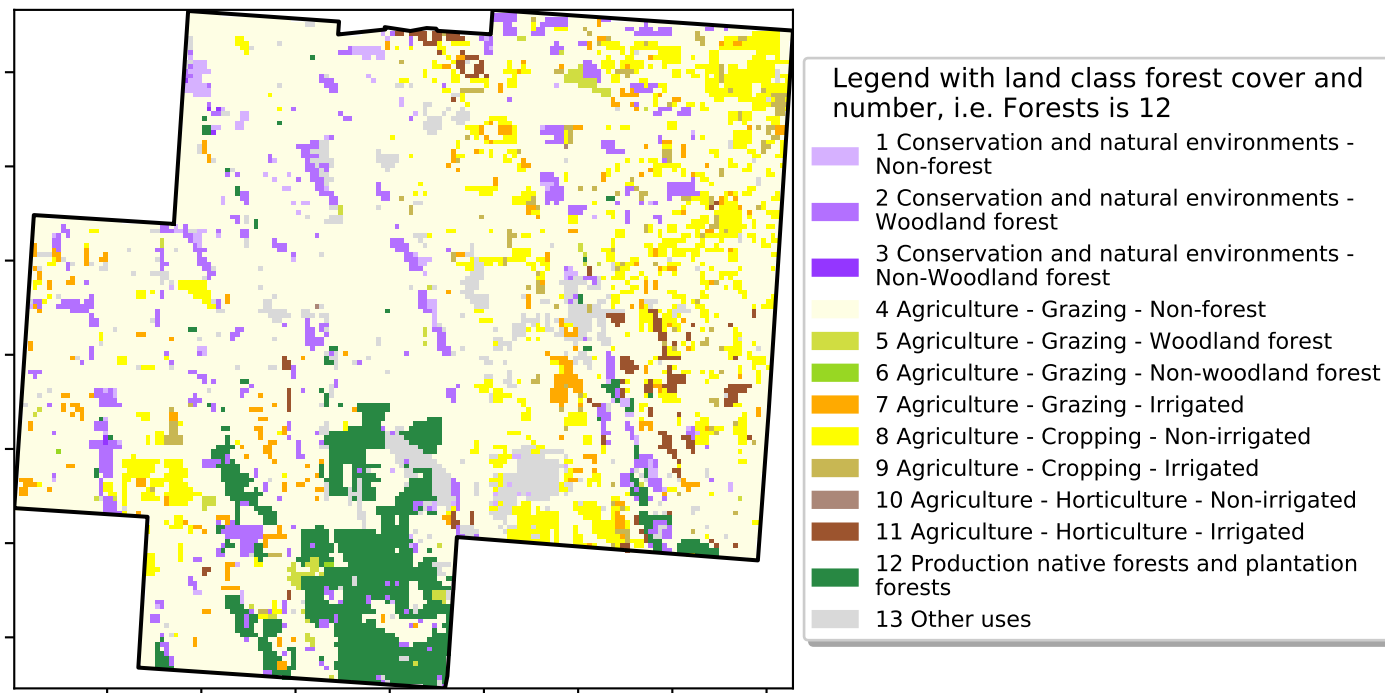 Legend with land class forest cover and
number, i.e. Forests is 12
1 Conservation and natural environments -
Non-forest
2 Conservation and natural environments -
Woodland forest
3 Conservation and natural environments -
Non-Woodland forest
4 Agriculture - Grazing - Non-forest
5 Agriculture - Grazing - Woodland forest
6 Agriculture - Grazing - Non-woodland forest
7 Agriculture - Grazing - Irrigated
8 Agriculture - Cropping - Non-irrigated
9 Agriculture - Cropping - Irrigated
10 Agriculture - Horticulture - Non-irrigated
11 Agriculture - Horticulture - Irrigated
12 Production native forests and plantation
forests
13 Other uses